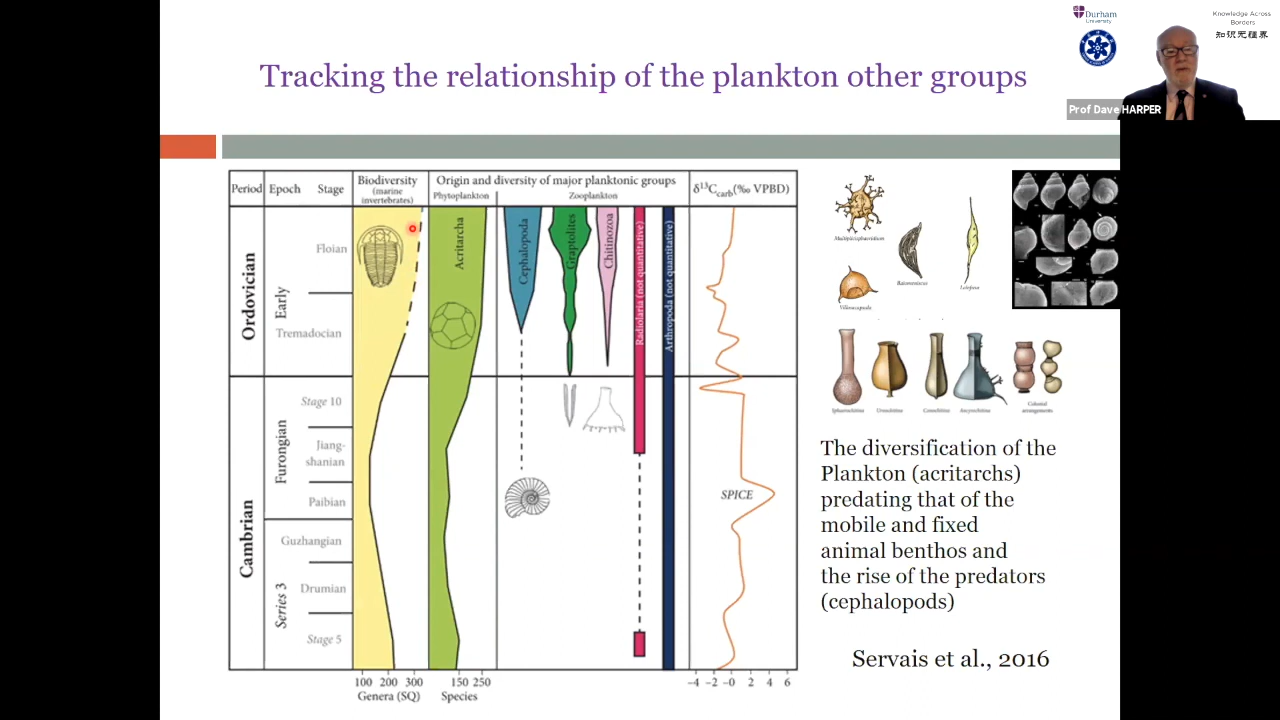 Durham
University
Knowledge Across
Borders
知识无疆界
Tracking the relationship of the plankton other groups
Prof Dave HARPER
Period
Epoch
Stage
Biodiversity
(marine
invertebrates)
Origin and diversity of major planktonic groups
Phytoplankton
Zooplankton
δ13Ccarb(‰ VPBD)
Ordovician
Early
Floian
Tremadocian
Cambrian
Furongian
Stage 10
Jiang-
shanian
Paibian
Series 3
Guzhangian
Drumian
Stage 5
Acritarcha
Cephalopoda
Graptolites
Chitinozoa
Radiolaria (not quantitative)
Arthropoda (not quantitative)
SPICE
100 200 300
Genera (SQ)
150 250
Species
−4 −2 −0 2 4 6
Colonial
arrangements
The diversification of the
Plankton (acritarchs)
predating that of the
mobile and fixed
animal benthos and
the rise of the predators
(cephalopods)
Servais et al., 2016